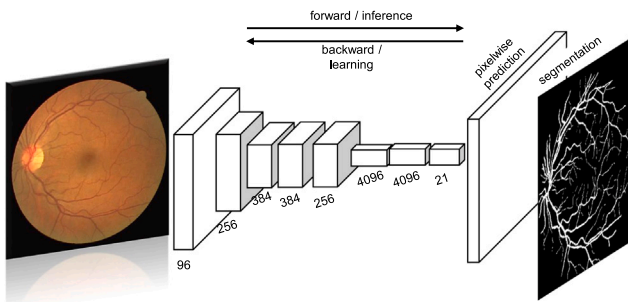 forward / inference
backward /
learning
pixelwise
prediction
segmentation
96
256
384
384
256
4096
4096
21